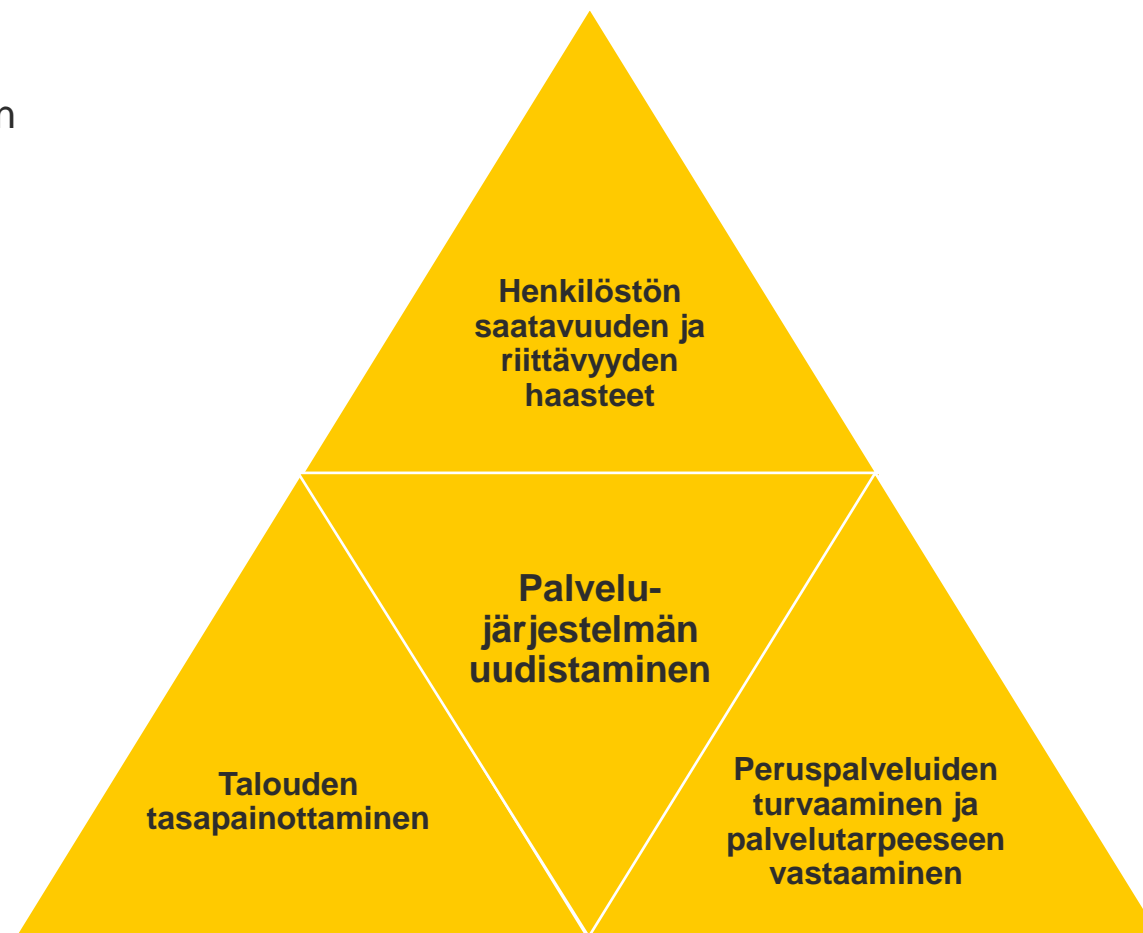 Henkilöstön
saatavuuden ja
riittävyyden
haasteet
Palvelu-
järjestelmän
uudistaminen
Talouden
tasapainottaminen
Peruspalveluiden
turvaaminen ja
palvelutarpeeseen
vastaaminen